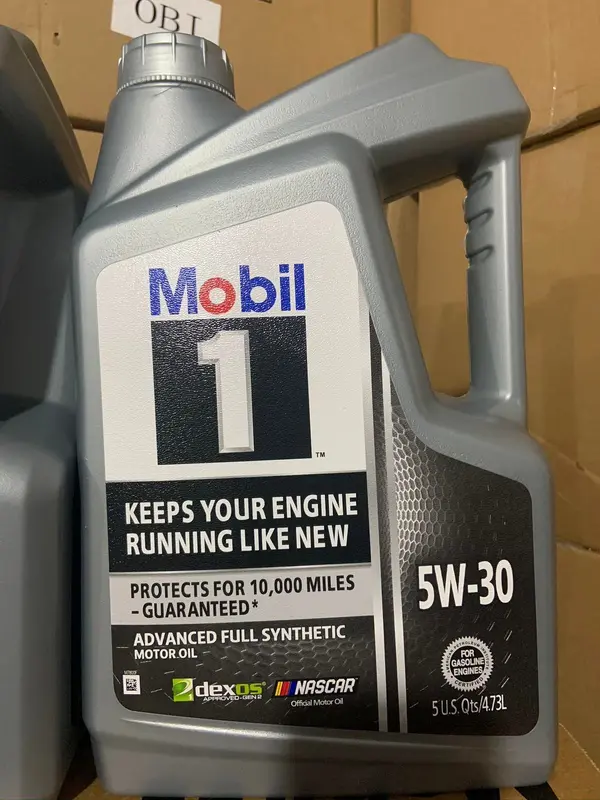 OBI
Mobil
1
™
KEEPS YOUR ENGINE
RUNNING LIKE NEW
PROTECTS FOR 10,000 MILES
– GUARANTEED*
ADVANCED FULL SYNTHETIC
MOTOR OIL
5W-30
FOR
GASOLINE
ENGINES
dexos
APPROVED-GEN 2
NASCAR
Official Motor Oil
5 U.S. Qts/4.73L